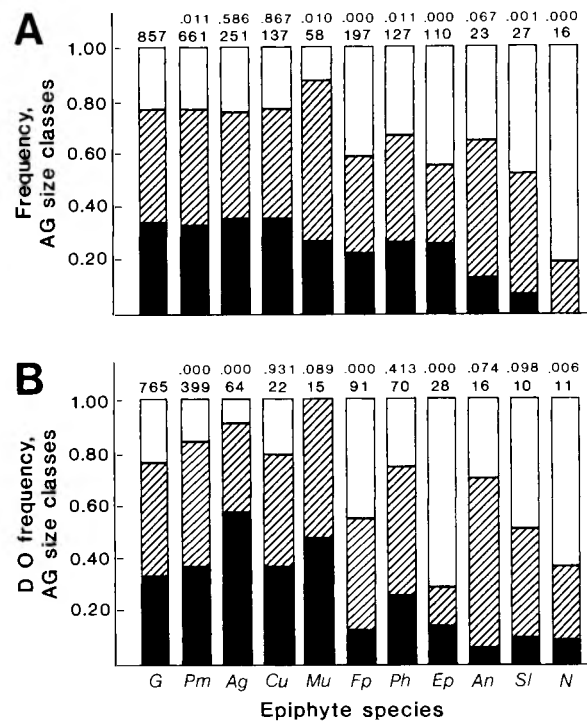 A
.011 .586 .867 .010 .000 .011 .000 .067 .001 .000
857 661 251 137 58 197 127 110 23 27 16
1.00
0.80
0.60
0.40
0.20
Frequency,
AG size classes
B
.000 .000 .931 .089 .000 .413 .000 .074 .098 .006
765 399 64 22 15 91 70 28 16 10 11
1.00
0.80
0.60
0.40
0.20
D O frequency,
AG size classes
G Pm Ag Cu Mu Fp Ph Ep An Sl N
Epiphyte species